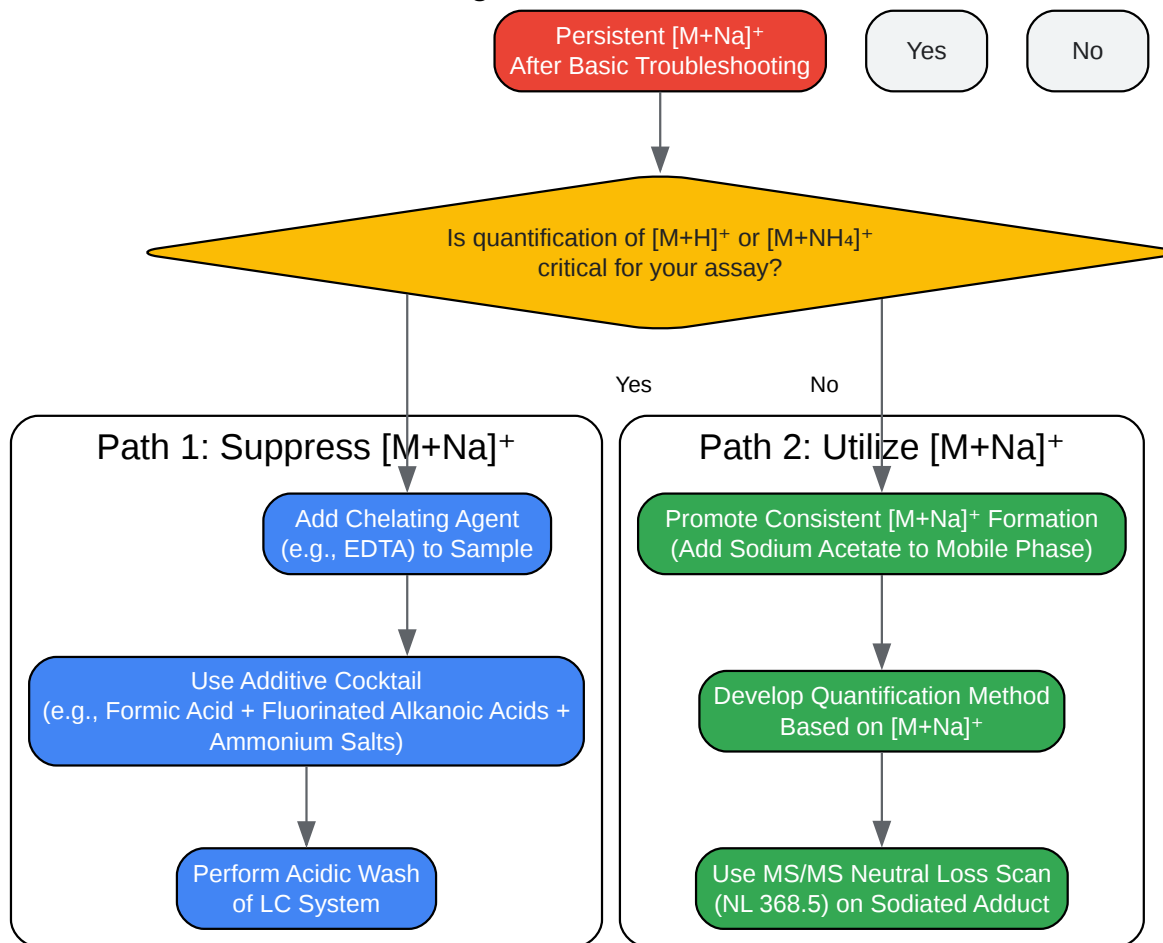 Persistent [M+Na]⁺
After Basic Troubleshooting
Yes
No
Is quantification of [M+H]⁺ or [M+NH₄]⁺
critical for your assay?
Yes
No
Path 1: Suppress [M+Na]⁺
Add Chelating Agent
(e.g., EDTA) to Sample
Use Additive Cocktail
(e.g., Formic Acid + Fluorinated Alkanoic Acids +
Ammonium Salts)
Perform Acidic Wash
of LC System
Path 2: Utilize [M+Na]⁺
Promote Consistent [M+Na]⁺ Formation
(Add Sodium Acetate to Mobile Phase)
Develop Quantification Method
Based on [M+Na]⁺
Use MS/MS Neutral Loss Scan
(NL 368.5) on Sodiated Adduct